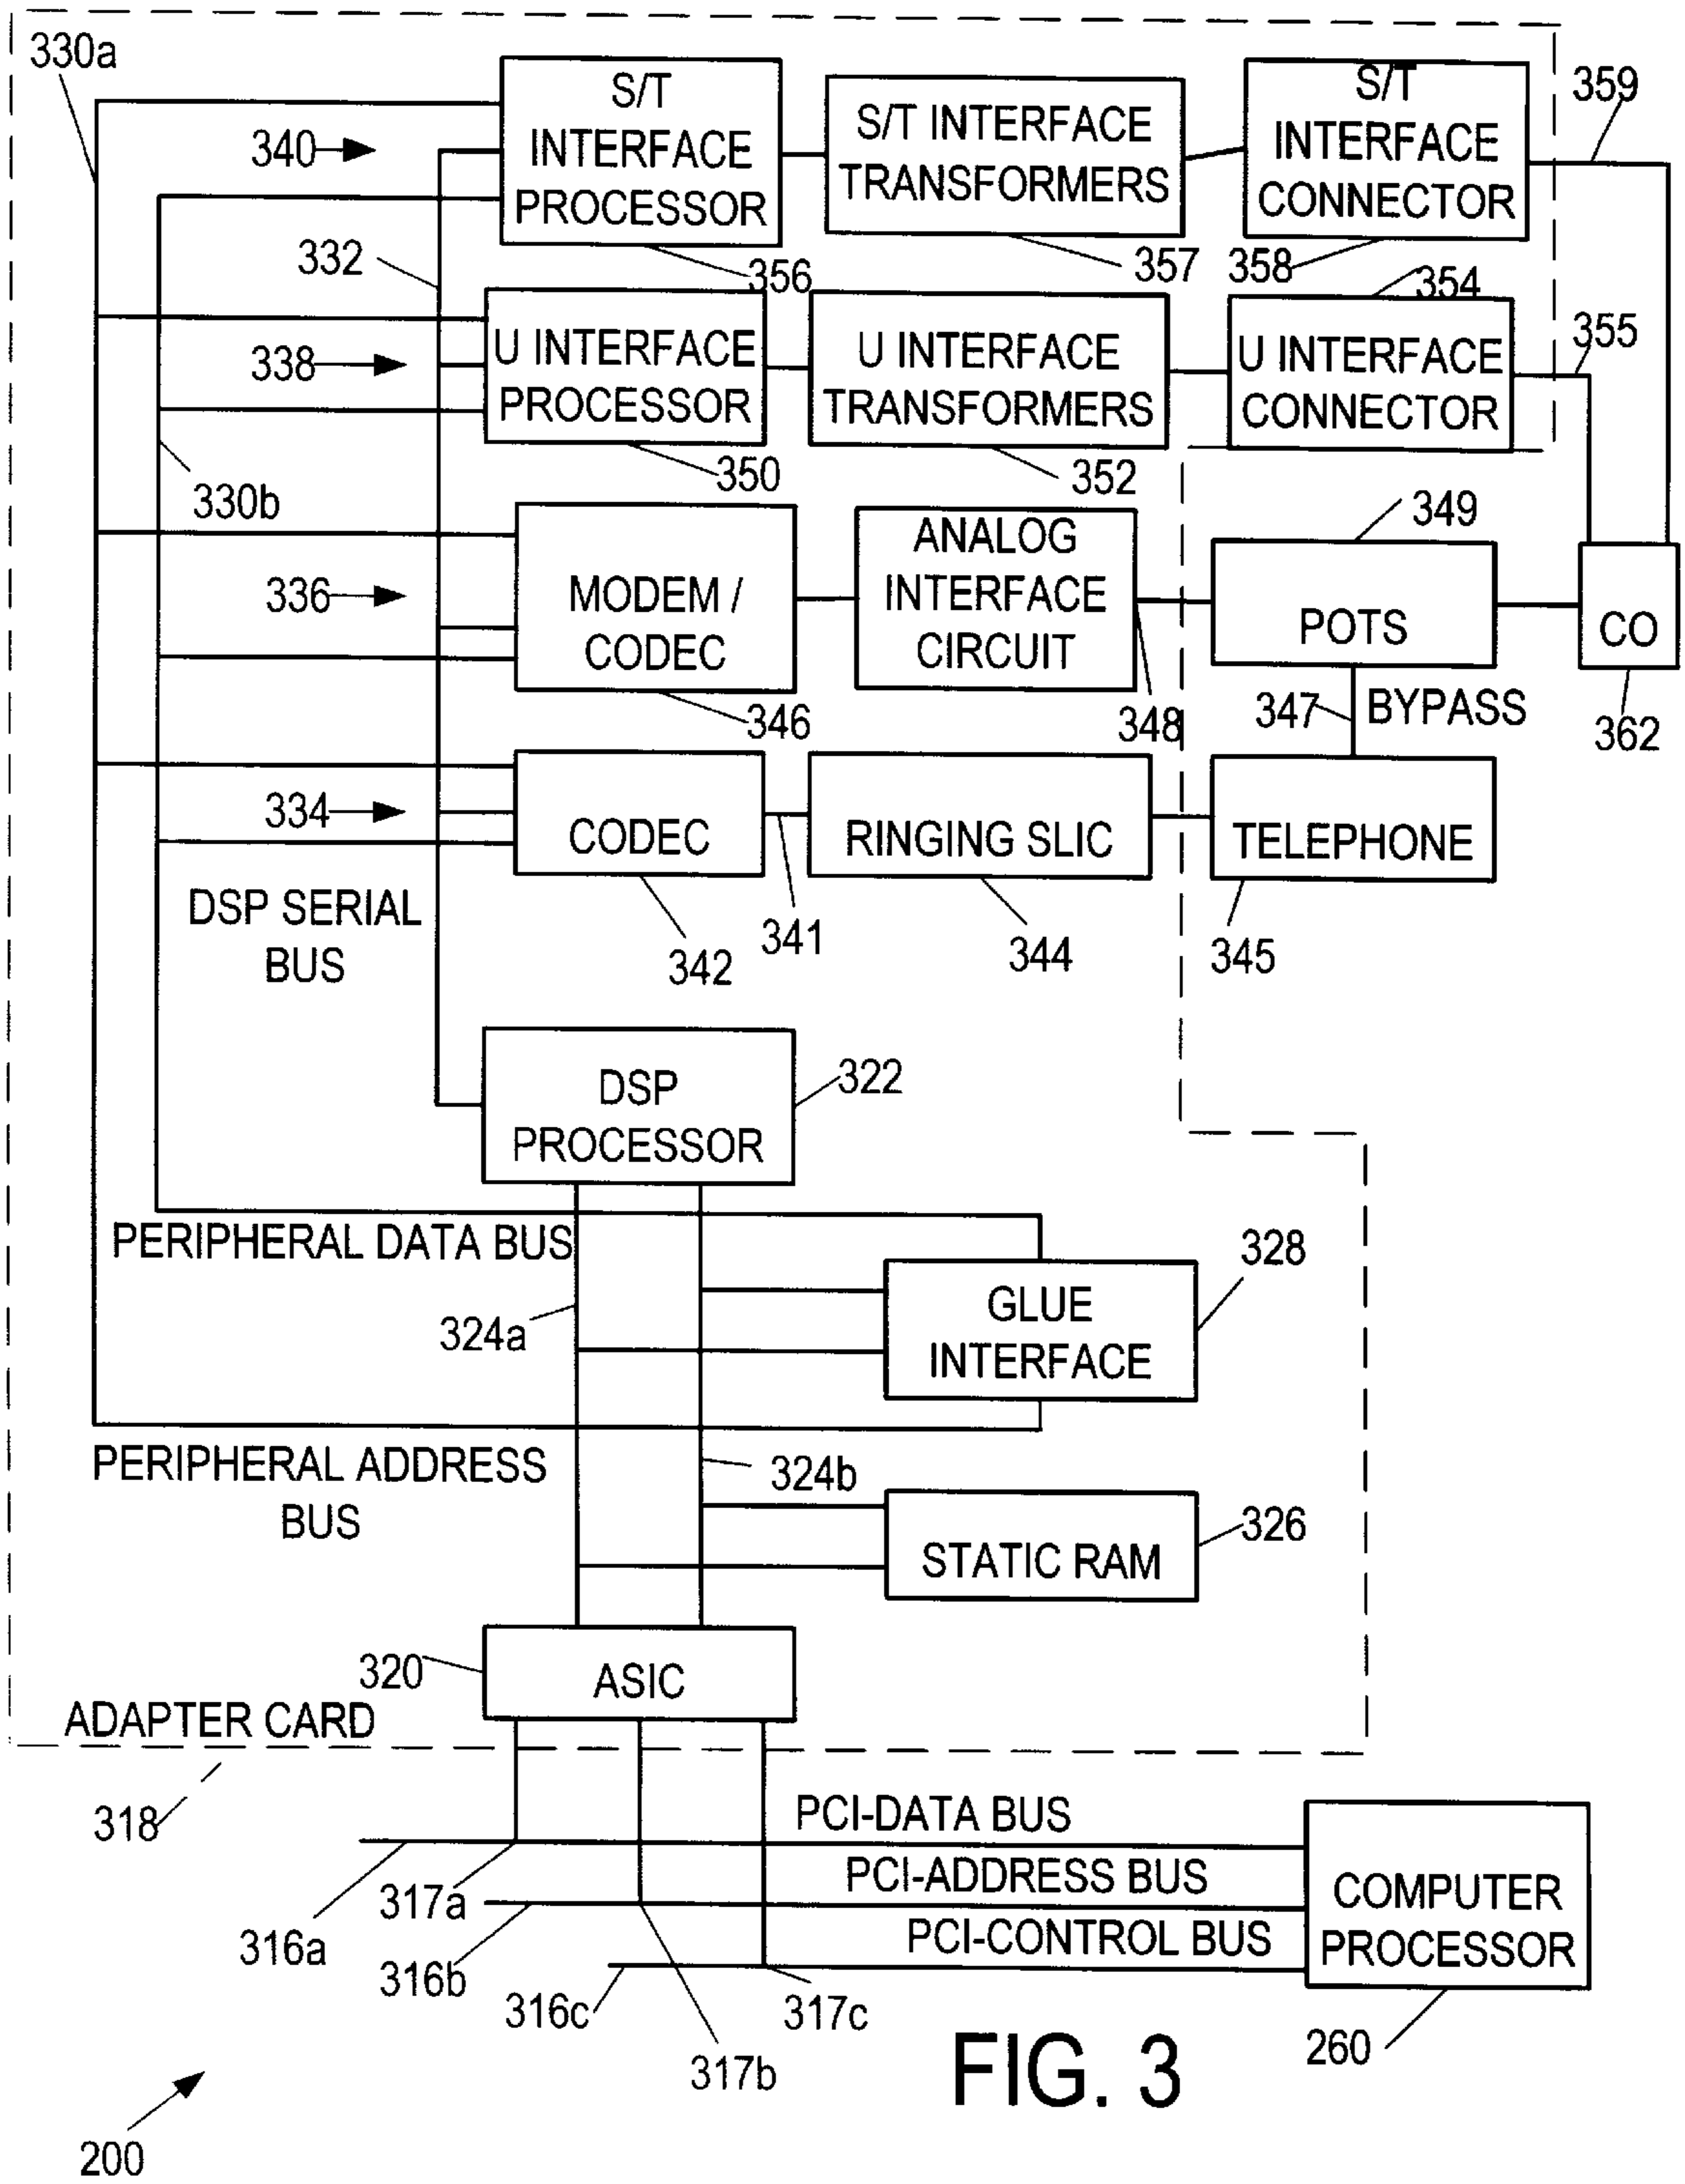 330a
S/T
INTERFACE
PROCESSOR
S/T INTERFACE
TRANSFORMERS
S/T
INTERFACE
CONNECTOR
359
340
332
356
357
358
354
U INTERFACE
PROCESSOR
U INTERFACE
TRANSFORMERS
U INTERFACE
CONNECTOR
355
338
330b
350
352
349
MODEM /
CODEC
ANALOG
INTERFACE
CIRCUIT
POTS
CO
336
346
348
347
BYPASS
362
334
CODEC
RINGING SLIC
TELEPHONE
DSP SERIAL
BUS
342
341
344
345
DSP
PROCESSOR
322
PERIPHERAL DATA BUS
324a
GLUE
INTERFACE
328
PERIPHERAL ADDRESS
BUS
324b
STATIC RAM
326
320
ASIC
ADAPTER CARD
318
PCI-DATA BUS
PCI-ADDRESS BUS
PCI-CONTROL BUS
COMPUTER
PROCESSOR
316a
317a
316b
316c
317b
317c
260
200
FIG. 3